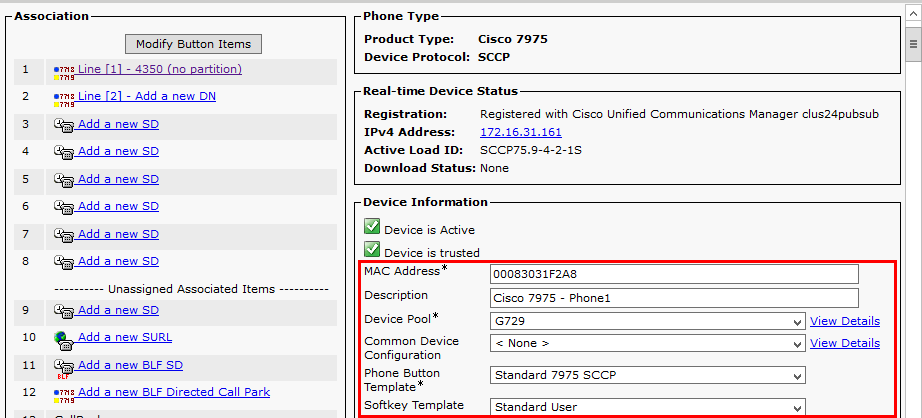 Association
Modify Button Items
1 Line [1] - 4350 (no partition)
2 Line [2] - Add a new DN
3 Add a new SD
4 Add a new SD
5 Add a new SD
6 Add a new SD
7 Add a new SD
8 Add a new SD
---------- Unassigned Associated Items ----------
9 Add a new SD
10 Add a new SURL
11 Add a new BLF SD
12 Add a new BLF Directed Call Park
Phone Type
Product Type: Cisco 7975
Device Protocol: SCCP
Real-time Device Status
Registration: Registered with Cisco Unified Communications Manager clus24pubsub
IPv4 Address: 172.16.31.161
Active Load ID: SCCP75.9-4-2-1S
Download Status: None
Device Information
Device is Active
Device is trusted
MAC Address* 00083031F2A8
Description Cisco 7975 - Phone1
Device Pool* G729 View Details
Common Device
Configuration < None > View Details
Phone Button
Template* Standard 7975 SCCP
Softkey Template Standard User